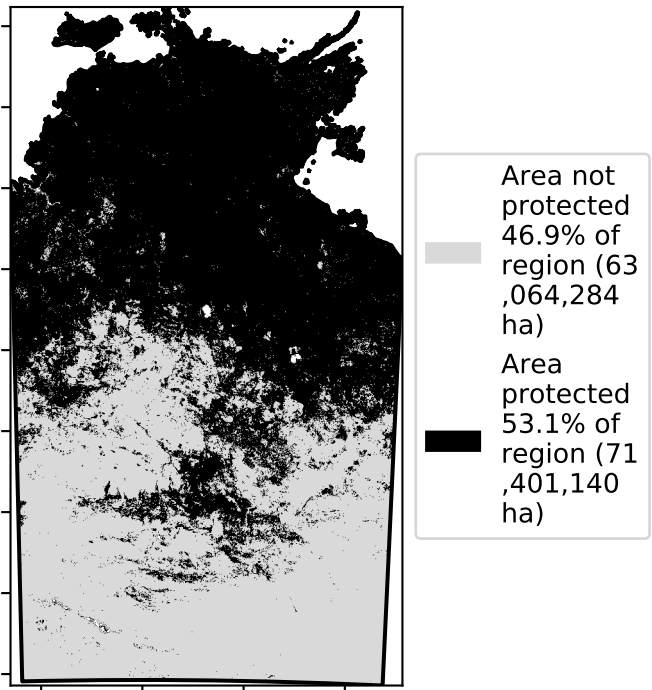 Area not
protected
46.9% of
region (63
,064,284
ha)
Area
protected
53.1% of
region (71
,401,140
ha)